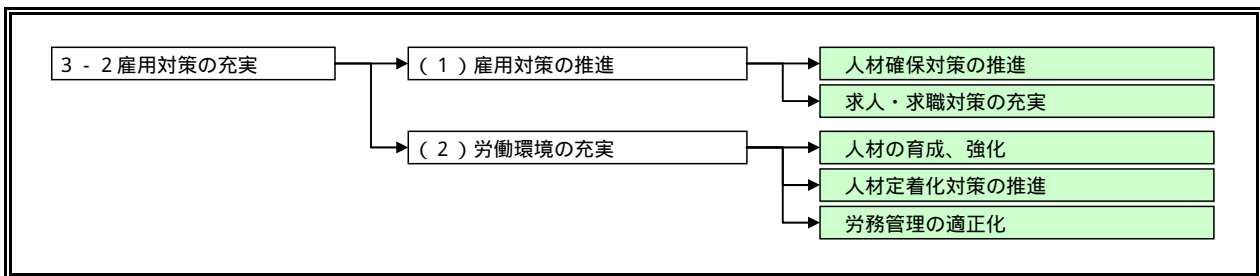 ３－２雇用対策の充実
（１）雇用対策の推進
人材確保対策の推進
求人・求職対策の充実
（２）労働環境の充実
人材の育成、強化
人材定着化対策の推進
労務管理の適正化